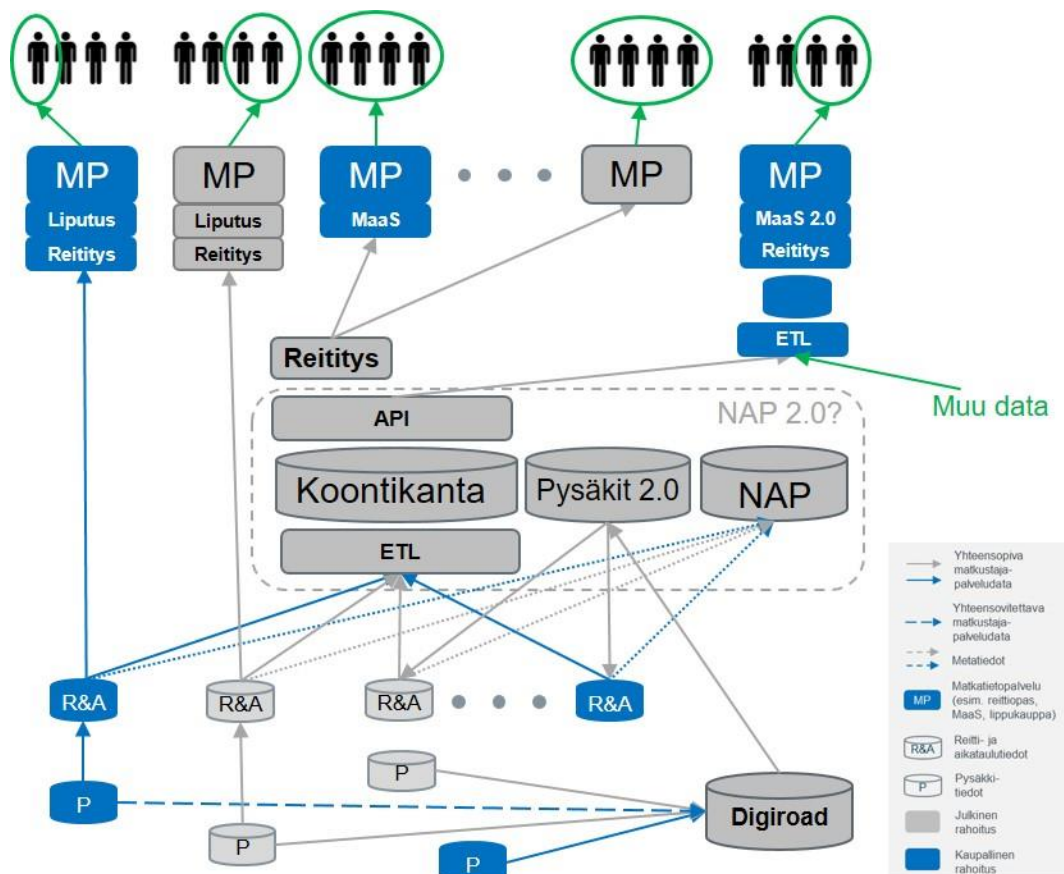 MP
Liputus
Reititys
MP
Liputus
Reititys
MP
MaaS
MP
MP
MaaS 2.0
Reititys
ETL
Reititys
Muu data
NAP 2.0?
API
Koontikanta
Pysäkit 2.0
NAP
ETL
R&A
R&A
R&A
R&A
P
P
P
P
Digiroad
Yhteensopiva
matkustaja-
palveludata
Yhteensovitettava
matkustaja-
palveludata
Metatiedot
MP
Matkatietopalvelu
(esim. reittiopas,
MaaS, lippukauppa)
R&A
Reitti- ja
aikataulutiedot
P
Pysäkki-
tiedot
Julkinen
rahoitus
Kaupallinen
rahoitus